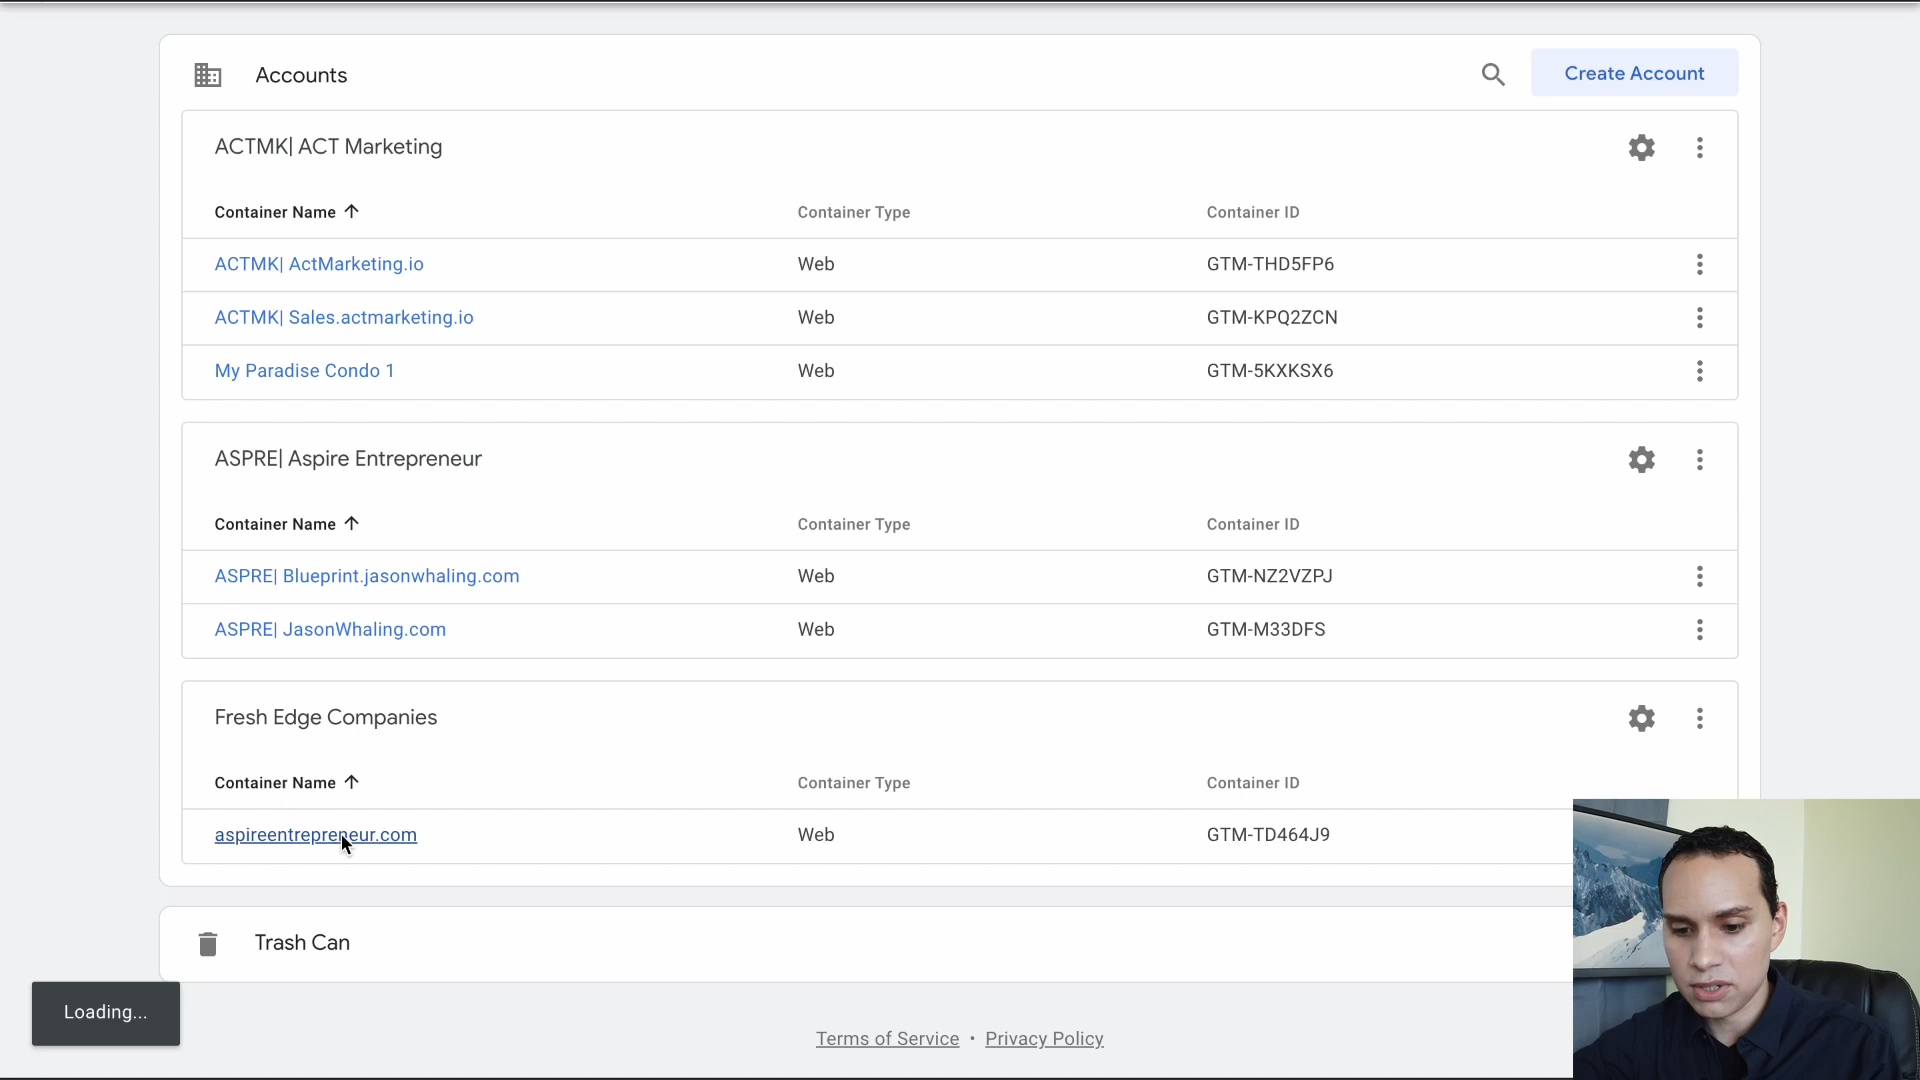 Accounts
Create Account
ACTMK| ACT Marketing
Container Name Container Type Container ID
ACTMK| ActMarketing.io Web GTM-THD5FP6
ACTMK| Sales.actmarketing.io Web GTM-KPQ2ZCN
My Paradise Condo 1 Web GTM-5KXKSX6
ASPRE| Aspire Entrepreneur
Container Name Container Type Container ID
ASPRE| Blueprint.jasonwhaling.com Web GTM-NZ2VZPJ
ASPRE| JasonWhaling.com Web GTM-M33DFS
Fresh Edge Companies
Container Name Container Type Container ID
aspireentrepreneur.com Web GTM-TD464J9
Trash Can
Loading...
Terms of Service • Privacy Policy